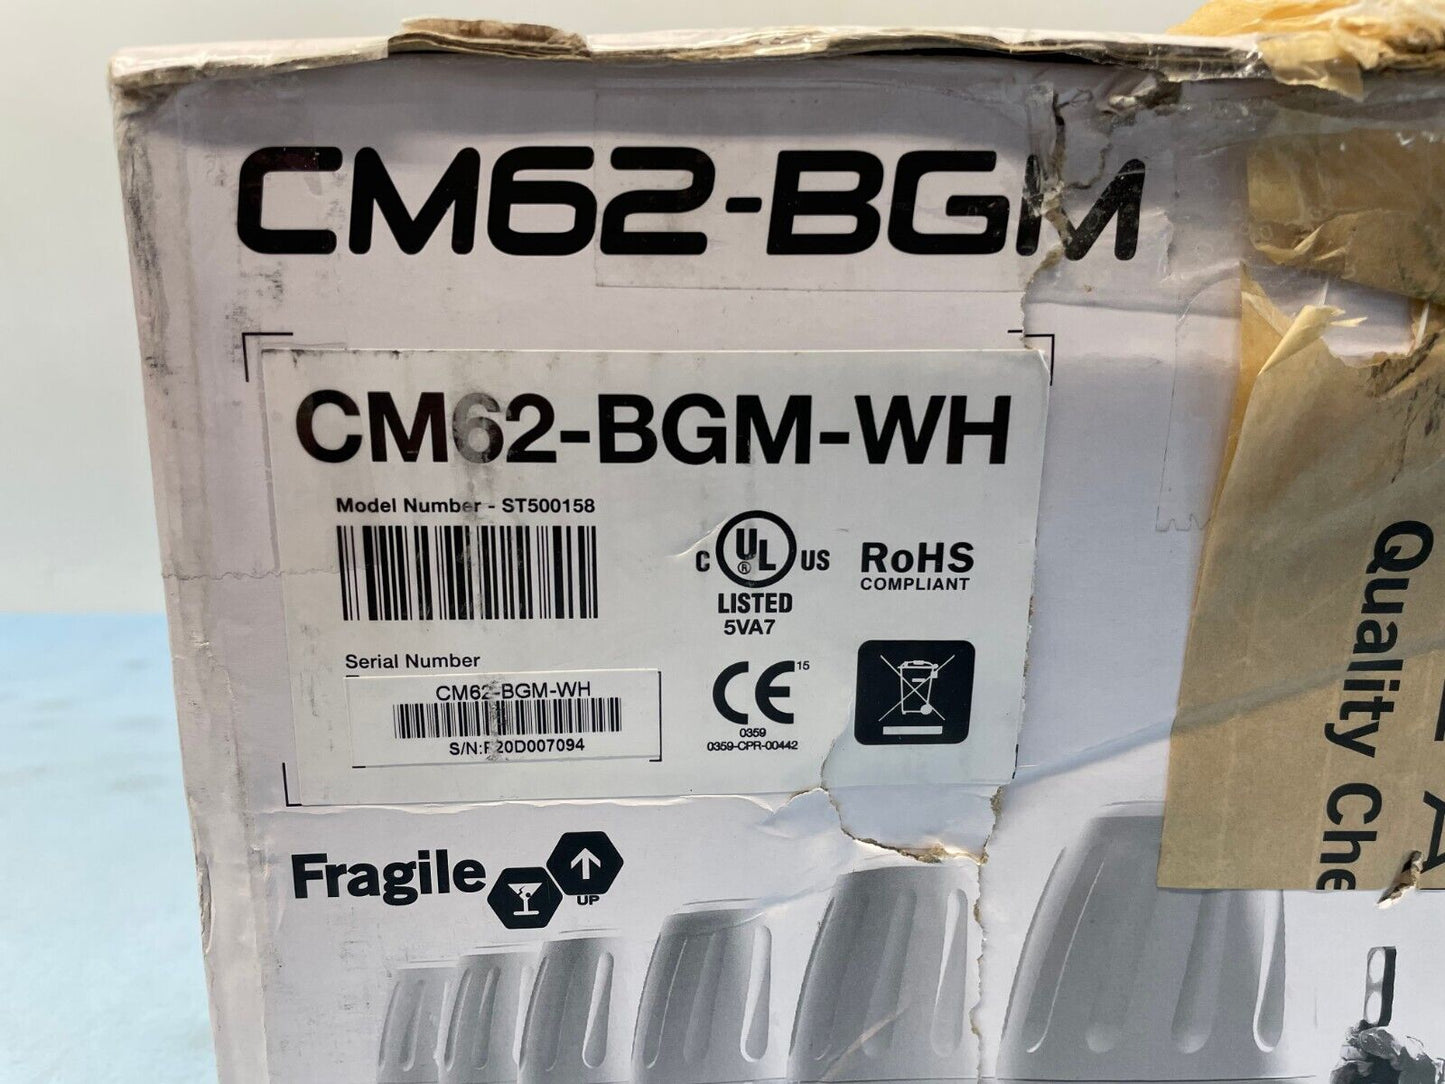 CM62-BGM
CM62-BGM-WH
Model Number - ST500158
C UL ® US
LISTED
5VA7
RoHS
COMPLIANT
Serial Number
CM62-BGM-WH
S/N:F20D007094
CE 15
0359
0359-CPR-00442
Fragile
UP
Quality Che
A